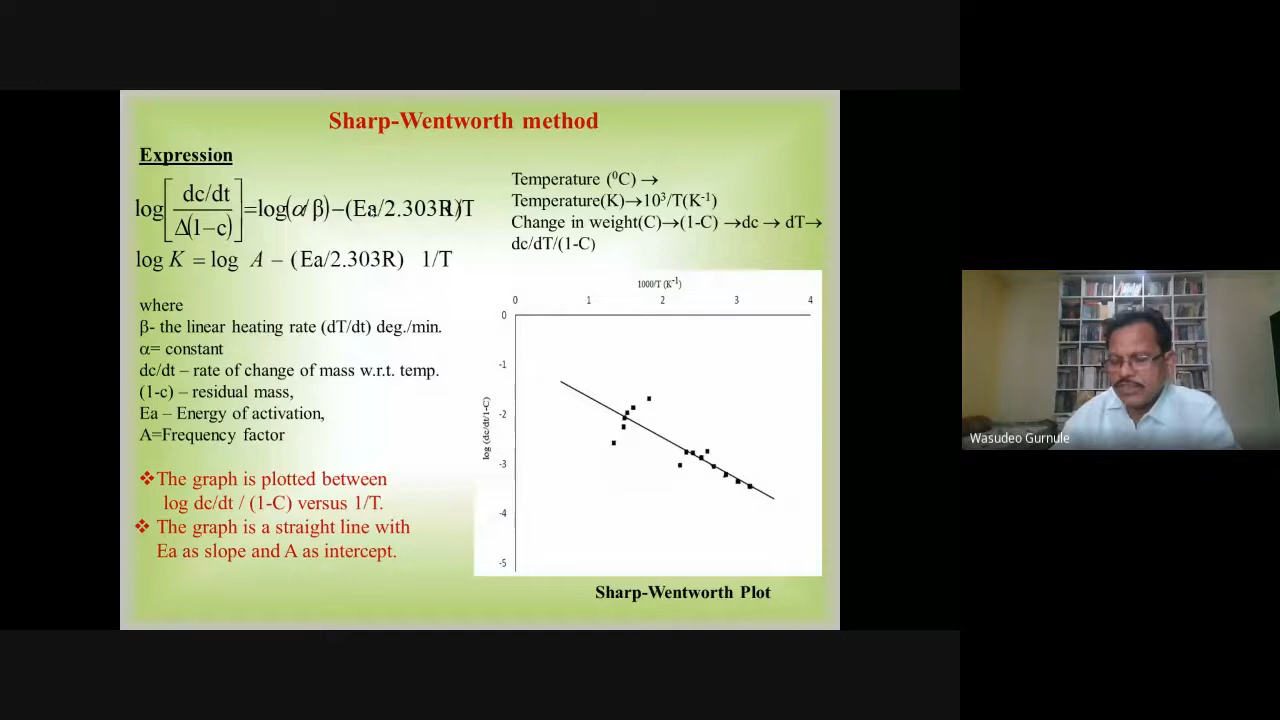 Sharp-Wentworth method
Expression
log[dc/dt / Δ(1−c)]=log(α/β)−(Ea/2.303R)1/T
log K = log A − (Ea/2.303R) 1/T
where
β- the linear heating rate (dT/dt) deg./min.
α= constant
dc/dt – rate of change of mass w.r.t. temp.
(1-c) – residual mass,
Ea – Energy of activation,
A=Frequency factor
❖The graph is plotted between
log dc/dt / (1-C) versus 1/T.
❖ The graph is a straight line with
Ea as slope and A as intercept.
Temperature (⁰C) →
Temperature(K)→10³/T(K⁻¹)
Change in weight(C)→(1-C) →dc → dT→
dc/dT/(1-C)
1000/T (K⁻¹)
0 1 2 3 4
0
-1
-2
-3
-4
-5
log (dc/dt/1-C)
Sharp-Wentworth Plot
Wasudeo Gurnule